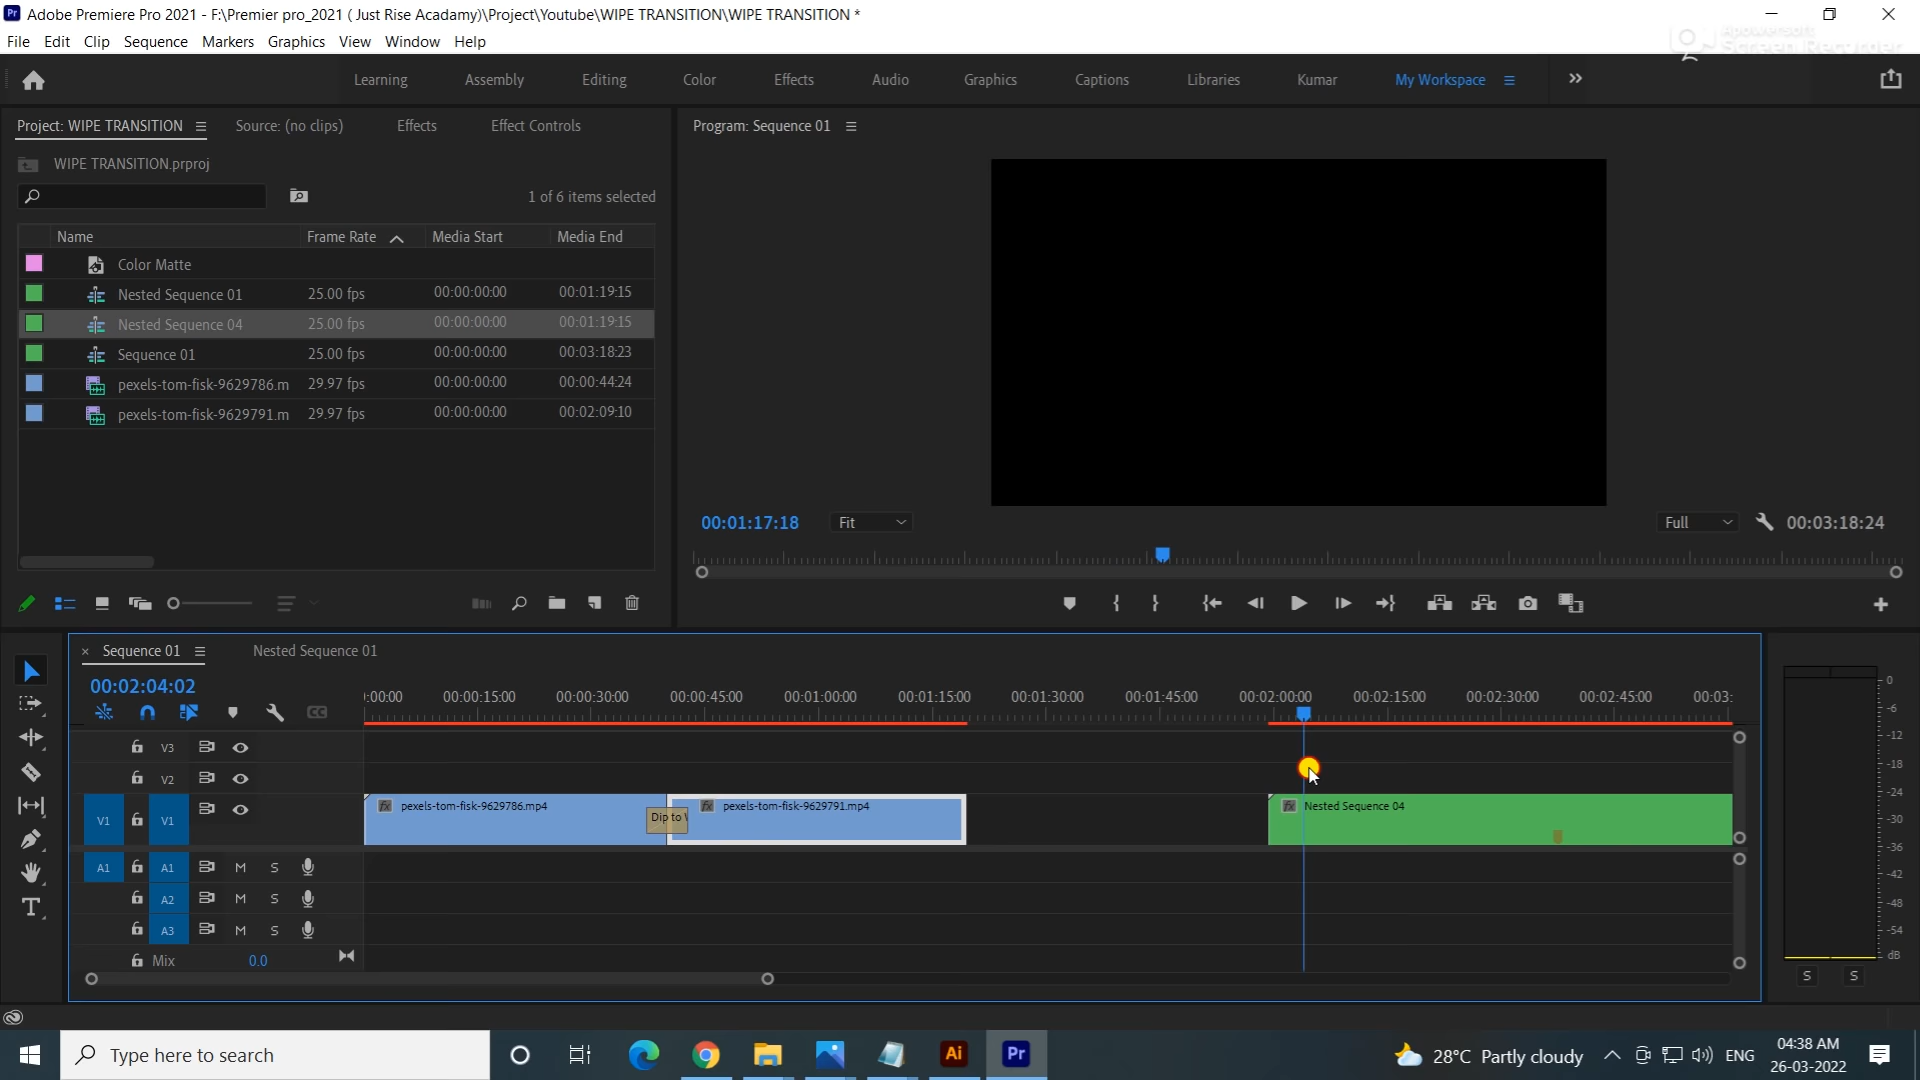 Pr Adobe Premiere Pro 2021 - F:\Premier pro_2021 ( Just Rise Acadamy)\Project\Youtube\WIPE TRANSITION\WIPE TRANSITION *
Apowersoft
Screen Recorder
File Edit Clip Sequence Markers Graphics View Window Help
Learning Assembly Editing Color Effects Audio Graphics Captions Libraries Kumar My Workspace
Project: WIPE TRANSITION Source: (no clips) Effects Effect Controls Program: Sequence 01
WIPE TRANSITION.prproj
1 of 6 items selected
Name Frame Rate Media Start Media End
Color Matte
Nested Sequence 01 25.00 fps 00:00:00:00 00:01:19:15
Nested Sequence 04 25.00 fps 00:00:00:00 00:01:19:15
Sequence 01 25.00 fps 00:00:00:00 00:03:18:23
pexels-tom-fisk-9629786.m 29.97 fps 00:00:00:00 00:00:44:24
pexels-tom-fisk-9629791.m 29.97 fps 00:00:00:00 00:02:09:10
00:01:17:18 Fit Full 00:03:18:24
× Sequence 01 Nested Sequence 01
00:02:04:02
:00:00 00:00:15:00 00:00:30:00 00:00:45:00 00:01:00:00 00:01:15:00 00:01:30:00 00:01:45:00 00:02:00:00 00:02:15:00 00:02:30:00 00:02:45:00 00:03:
V3
V2
V1 V1 fx pexels-tom-fisk-9629786.mp4 Dip to fx pexels-tom-fisk-9629791.mp4 fx Nested Sequence 04
A1 A1 M S
A2 M S
A3 M S
Mix 0.0
0
-6
-12
-18
-24
-30
-36
-42
-48
-54
dB
S S
Type here to search Ai Pr 28°C Partly cloudy ENG 04:38 AM
26-03-2022